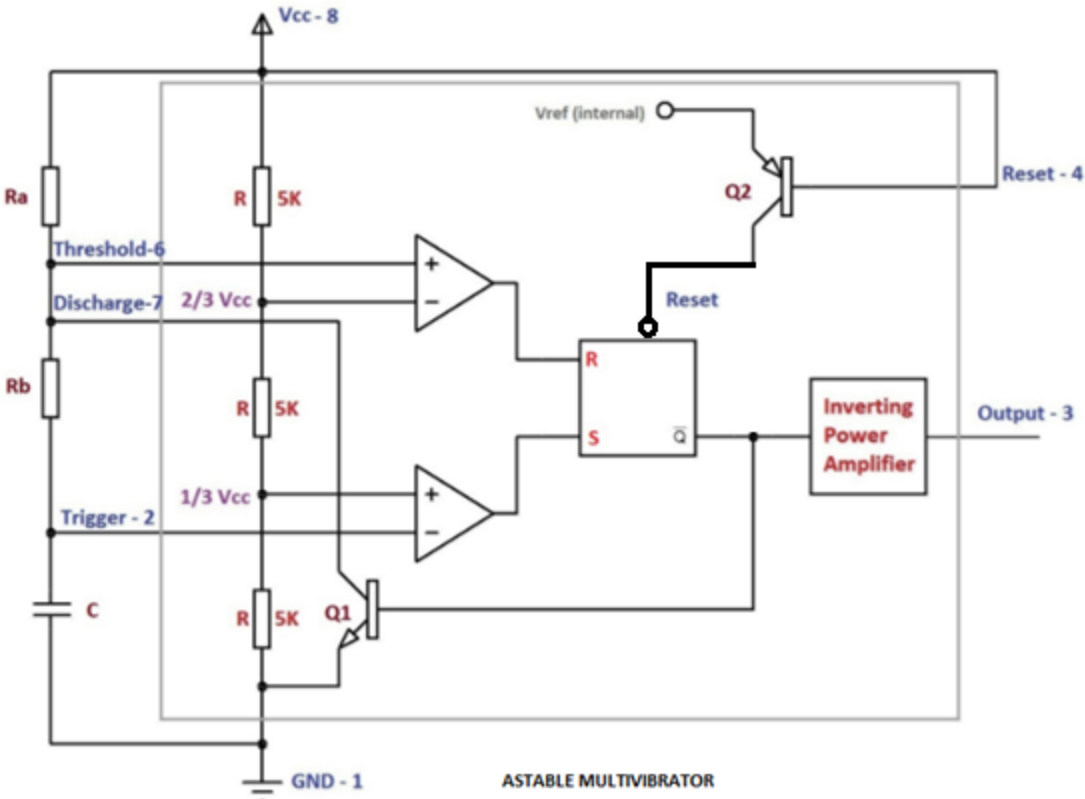 Vcc - 8
Vref (internal)
Ra
R 5K
Q2
Reset - 4
Threshold-6
+
Discharge-7
2/3 Vcc
−
Reset
Rb
R 5K
R
S
Q̅
Inverting
Power
Amplifier
Output - 3
1/3 Vcc
+
Trigger - 2
−
C
R 5K
Q1
GND - 1
ASTABLE MULTIVIBRATOR